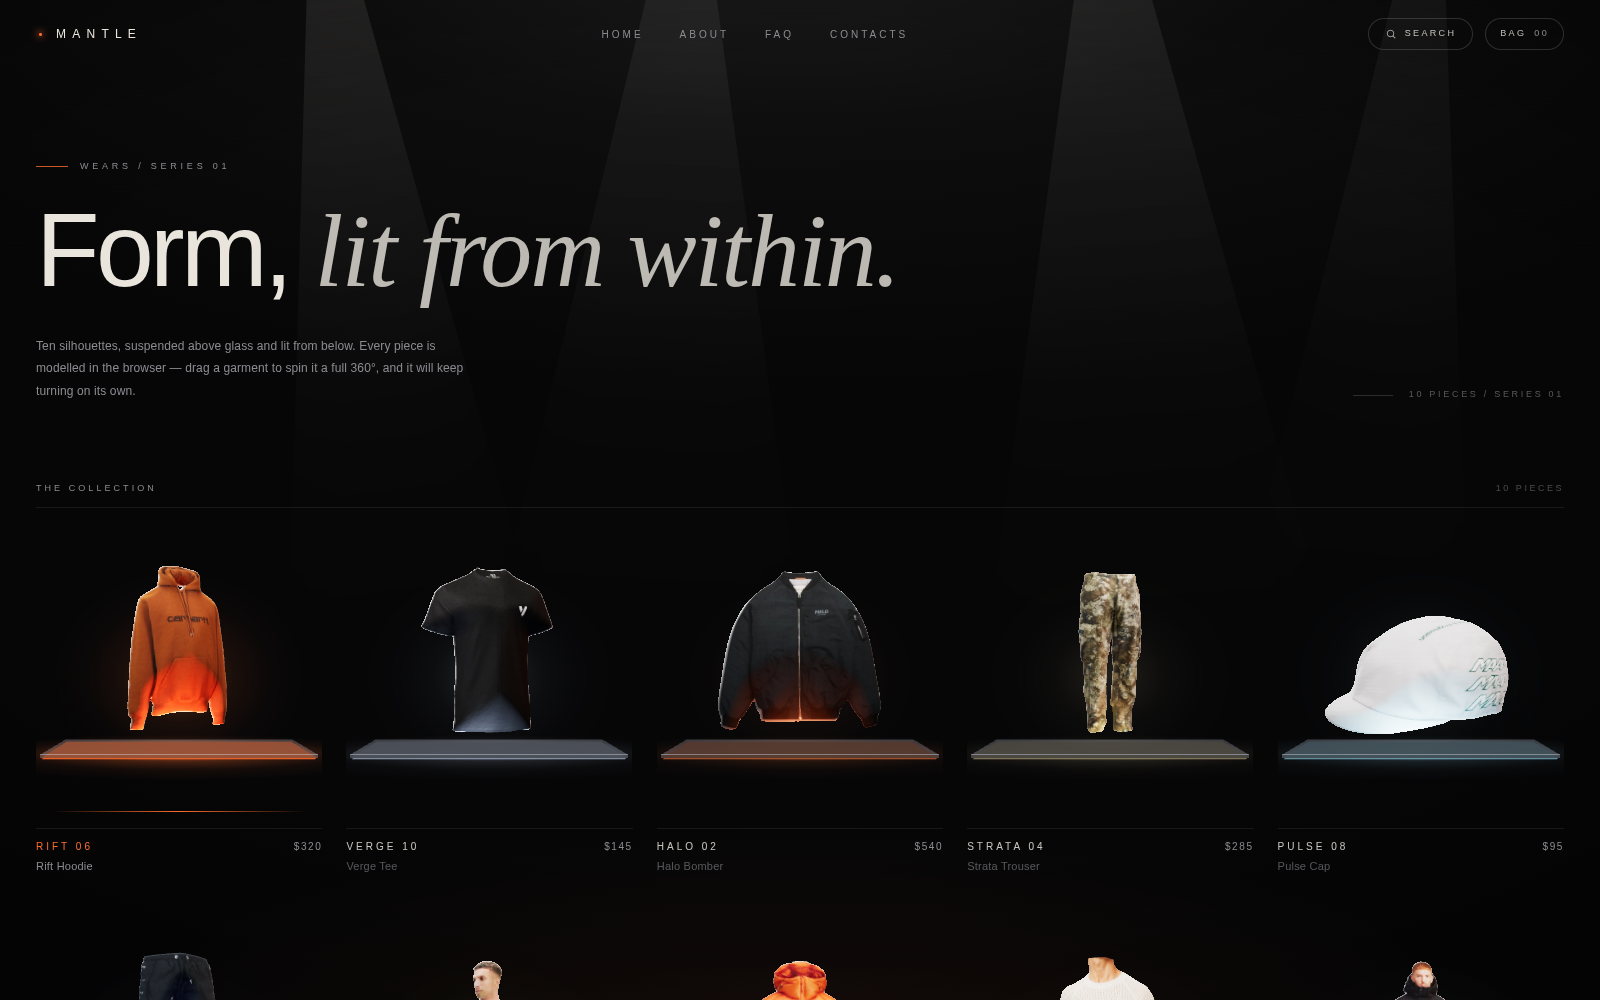 MANTLE
HOME ABOUT FAQ CONTACTS
SEARCH
BAG 00
WEARS / SERIES 01
Form, lit from within.
Ten silhouettes, suspended above glass and lit from below. Every piece is
modelled in the browser — drag a garment to spin it a full 360°, and it will keep
turning on its own.
10 PIECES / SERIES 01
THE COLLECTION
10 PIECES
carhartt
RIFT 06 $320
Rift Hoodie
VERGE 10 $145
Verge Tee
HALO 02 $540
Halo Bomber
STRATA 04 $285
Strata Trouser
PULSE 08 $95
Pulse Cap